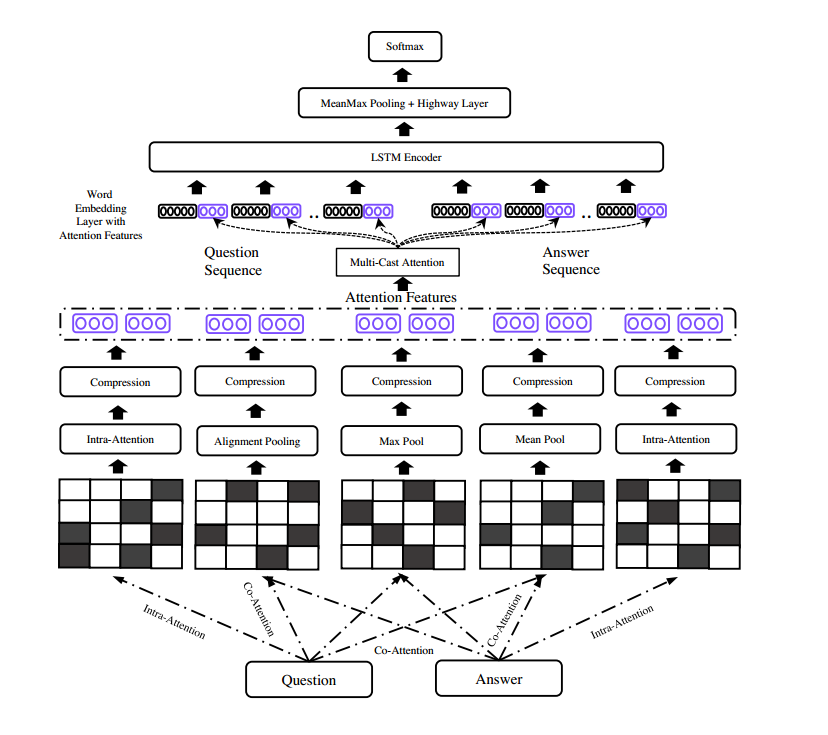 Softmax
MeanMax Pooling + Highway Layer
LSTM Encoder
Word
Embedding
Layer with
Attention Features
..
..
Question
Sequence
Multi-Cast Attention
Answer
Sequence
Attention Features
Compression
Compression
Compression
Compression
Compression
Intra-Attention
Alignment Pooling
Max Pool
Mean Pool
Intra-Attention
Intra-Attention
Co-Attention
Co-Attention
Co-Attention
Intra-Attention
Question
Answer